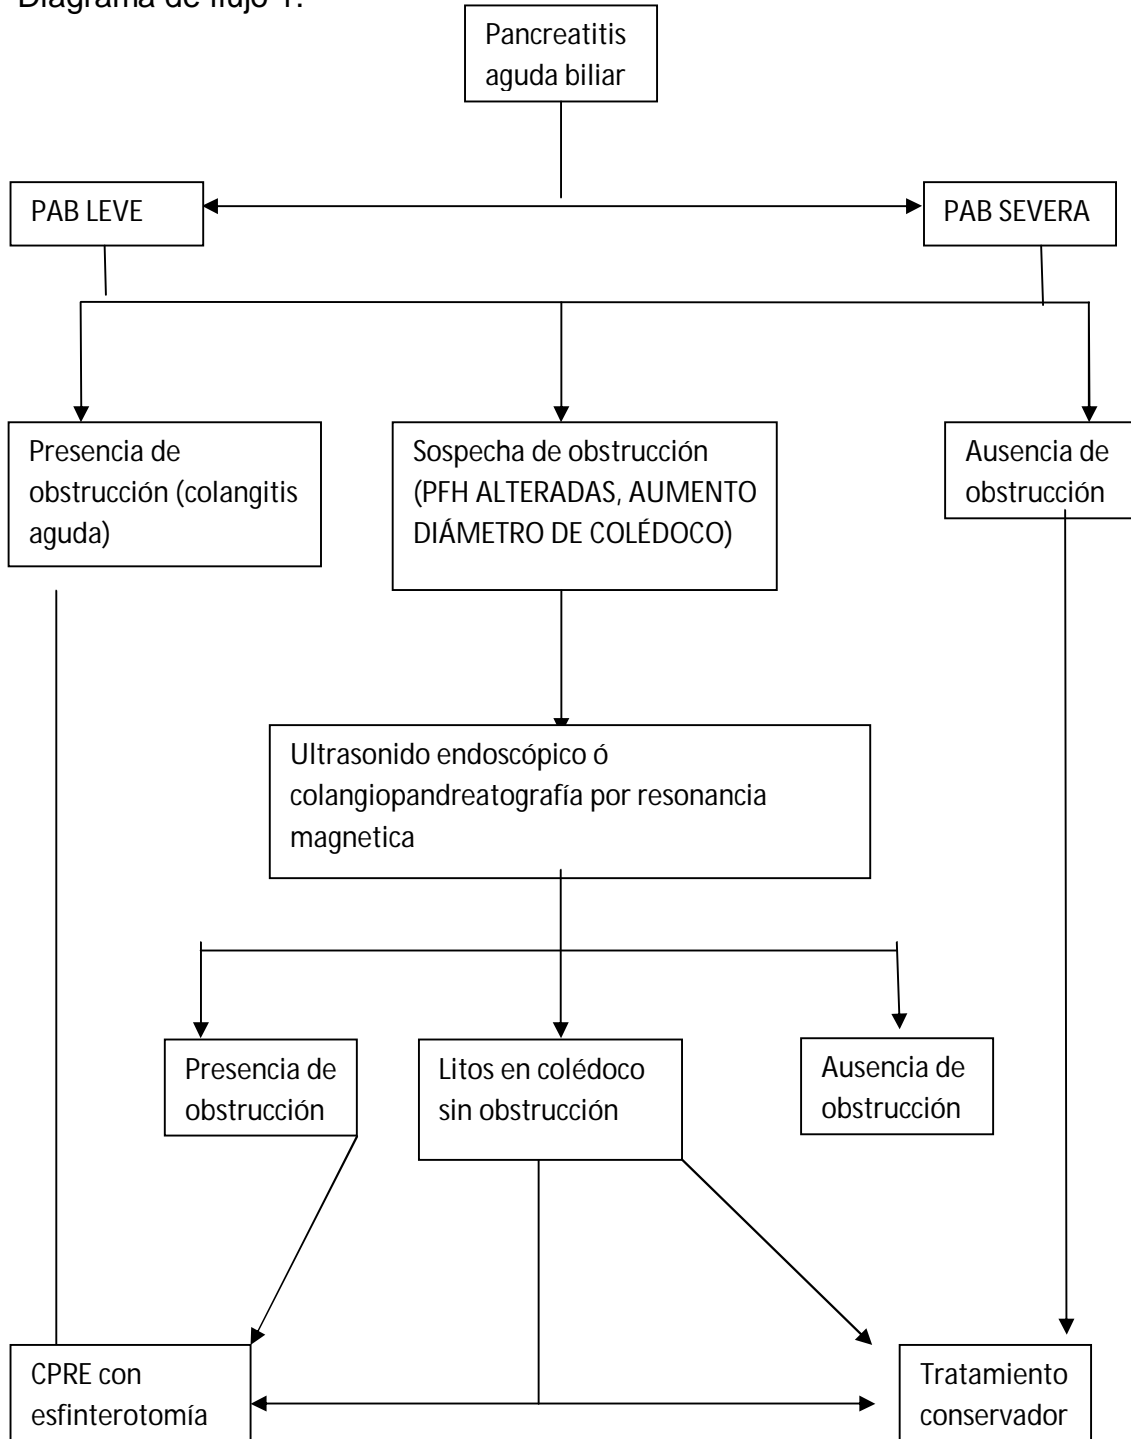 Diagrama de flujo 1.
Pancreatitis
aguda biliar
PAB LEVE
PAB SEVERA
Presencia de
obstrucción (colangitis
aguda)
Sospecha de obstrucción
(PFH ALTERADAS, AUMENTO
DIÁMETRO DE COLÉDOCO)
Ausencia de
obstrucción
Ultrasonido endoscópico ó
colangiopandreatografía por resonancia
magnetica
Presencia de
obstrucción
Litos en colédoco
sin obstrucción
Ausencia de
obstrucción
CPRE con
esfinterotomía
Tratamiento
conservador